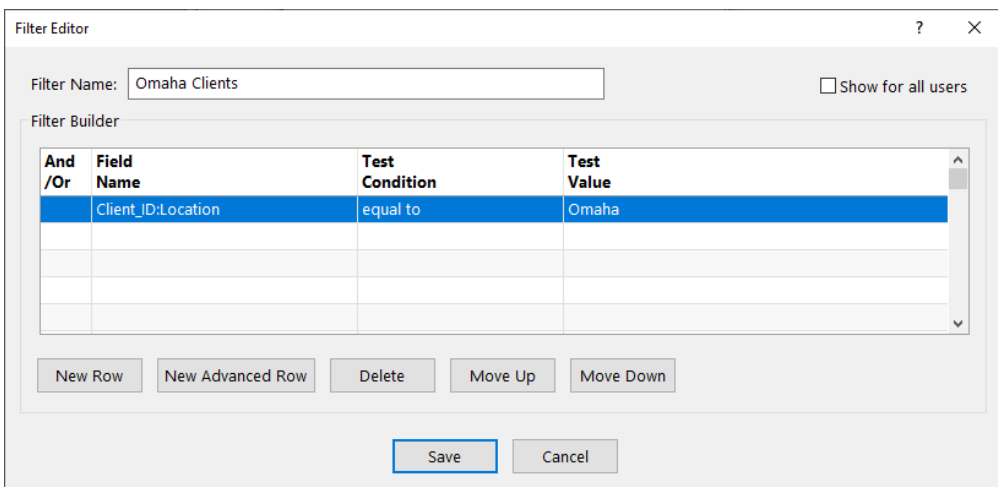 Filter Editor ? ×
Filter Name: Omaha Clients
Show for all users
Filter Builder
And Field Test Test
/Or Name Condition Value
Client_ID:Location equal to Omaha
New Row New Advanced Row Delete Move Up Move Down
Save Cancel